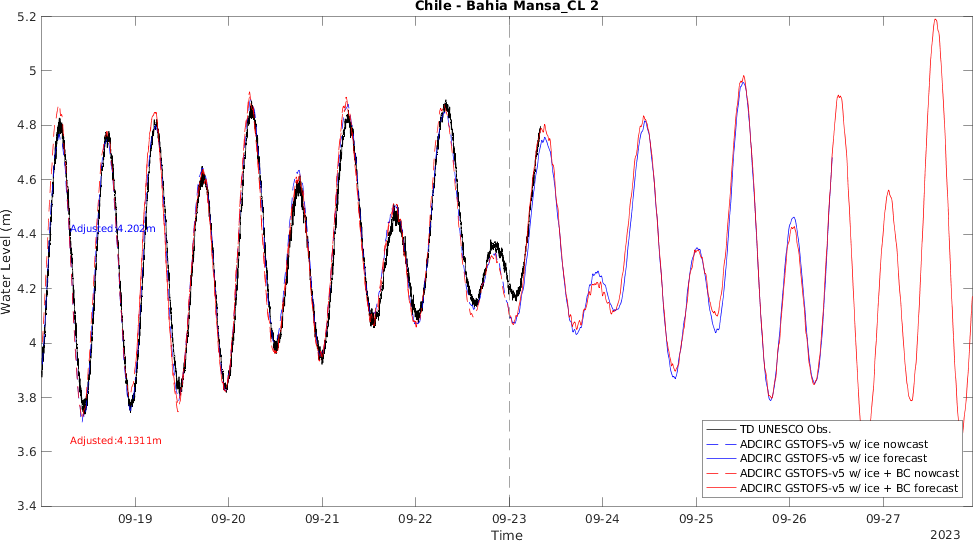 Chile - Bahia Mansa_CL 2
5.2
5
4.8
4.6
4.4
4.2
4
3.8
3.6
3.4
Water Level (m)
Adjusted:4.202m
Adjusted:4.1311m
TD UNESCO Obs.
ADCIRC GSTOFS-v5 w/ ice nowcast
ADCIRC GSTOFS-v5 w/ ice forecast
ADCIRC GSTOFS-v5 w/ ice + BC nowcast
ADCIRC GSTOFS-v5 w/ ice + BC forecast
09-19 09-20 09-21 09-22 09-23 09-24 09-25 09-26 09-27
Time
2023